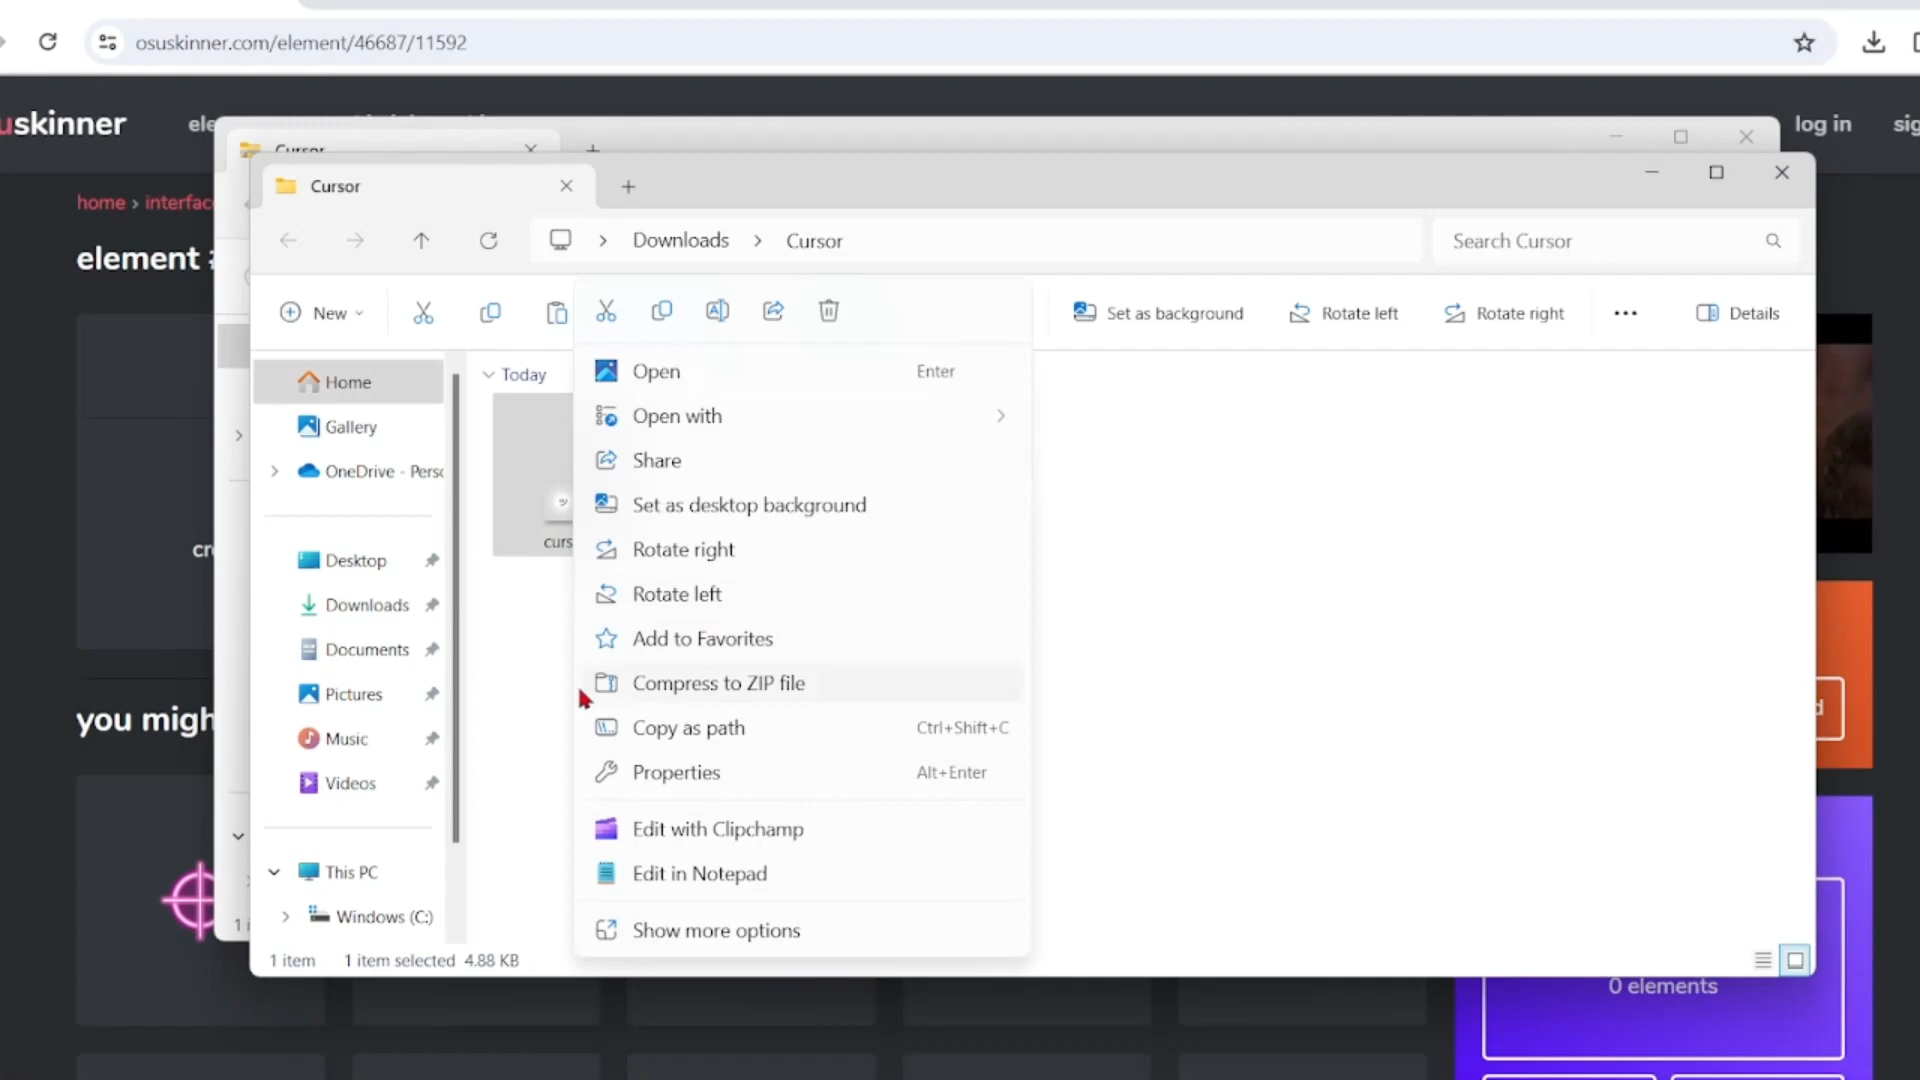 osuskinner.com/element/46687/11592
uskinner
log in
Cursor
Cursor
home › interfac
Downloads > Cursor
Search Cursor
element
New
Set as background
Rotate left
Rotate right
Details
Home
Gallery
OneDrive - Perso
Desktop
Downloads
Documents
Pictures
Music
Videos
This PC
Windows (C:)
Today
curs
Open Enter
Open with
Share
Set as desktop background
Rotate right
Rotate left
Add to Favorites
Compress to ZIP file
Copy as path Ctrl+Shift+C
Properties Alt+Enter
Edit with Clipchamp
Edit in Notepad
Show more options
cr
you migh
1 item 1 item selected 4.88 KB
0 elements